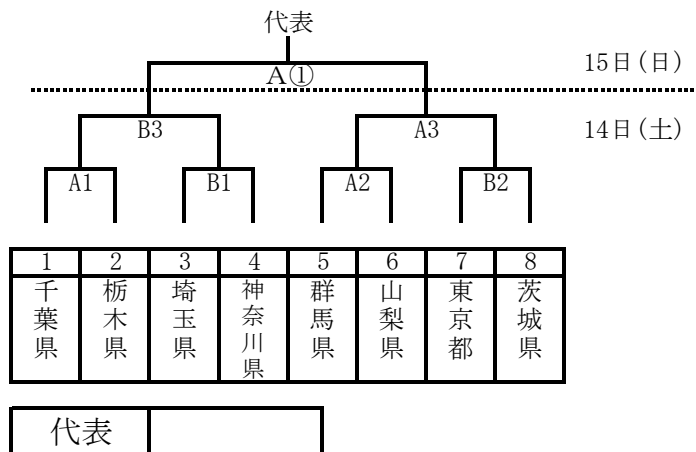 代表
A① 15日(日)
B3 A3 14日(土)
A1 B1 A2 B2
1 2 3 4 5 6 7 8
千葉県 栃木県 埼玉県 神奈川県 群馬県 山梨県 東京都 茨城県
代表